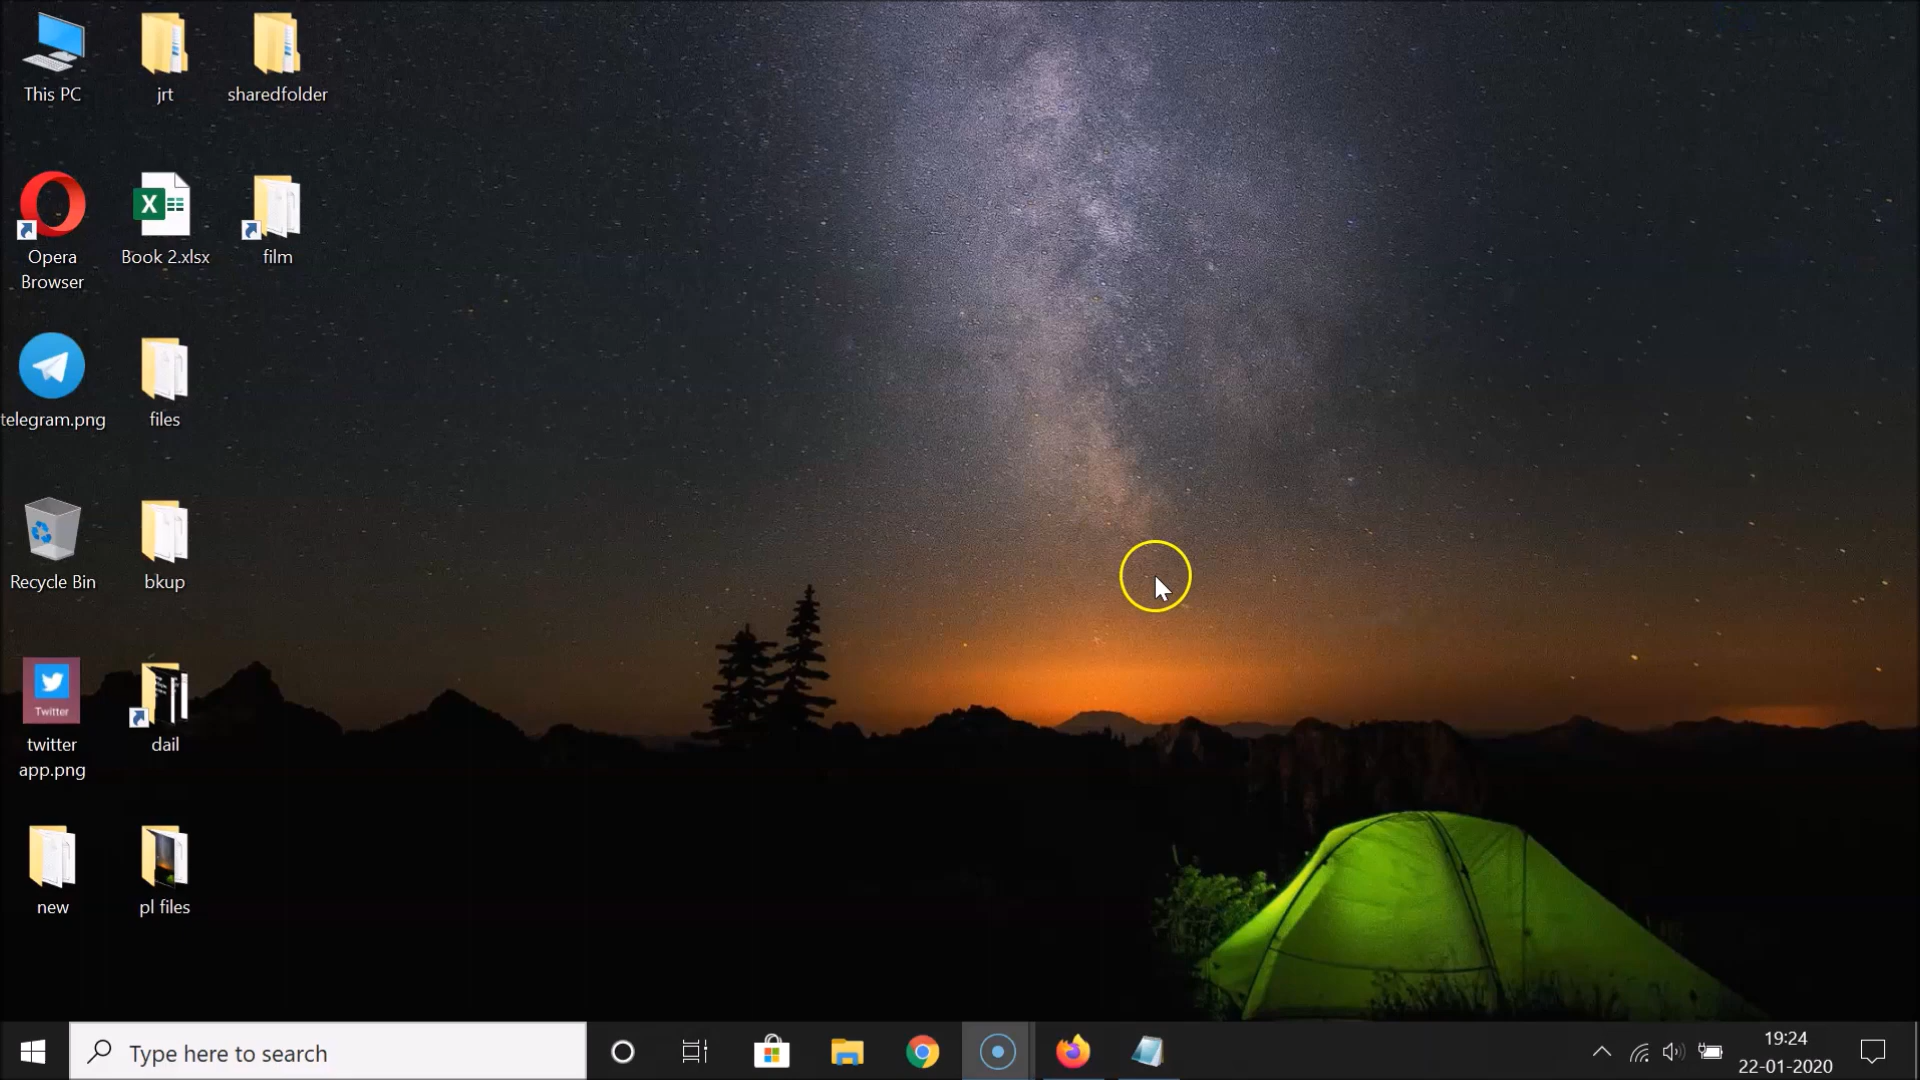 This PC
jrt
sharedfolder
Opera
Browser
Book 2.xlsx
film
telegram.png
files
Recycle Bin
bkup
Twitter
twitter
app.png
dail
new
pl files
Type here to search
19:24
22-01-2020